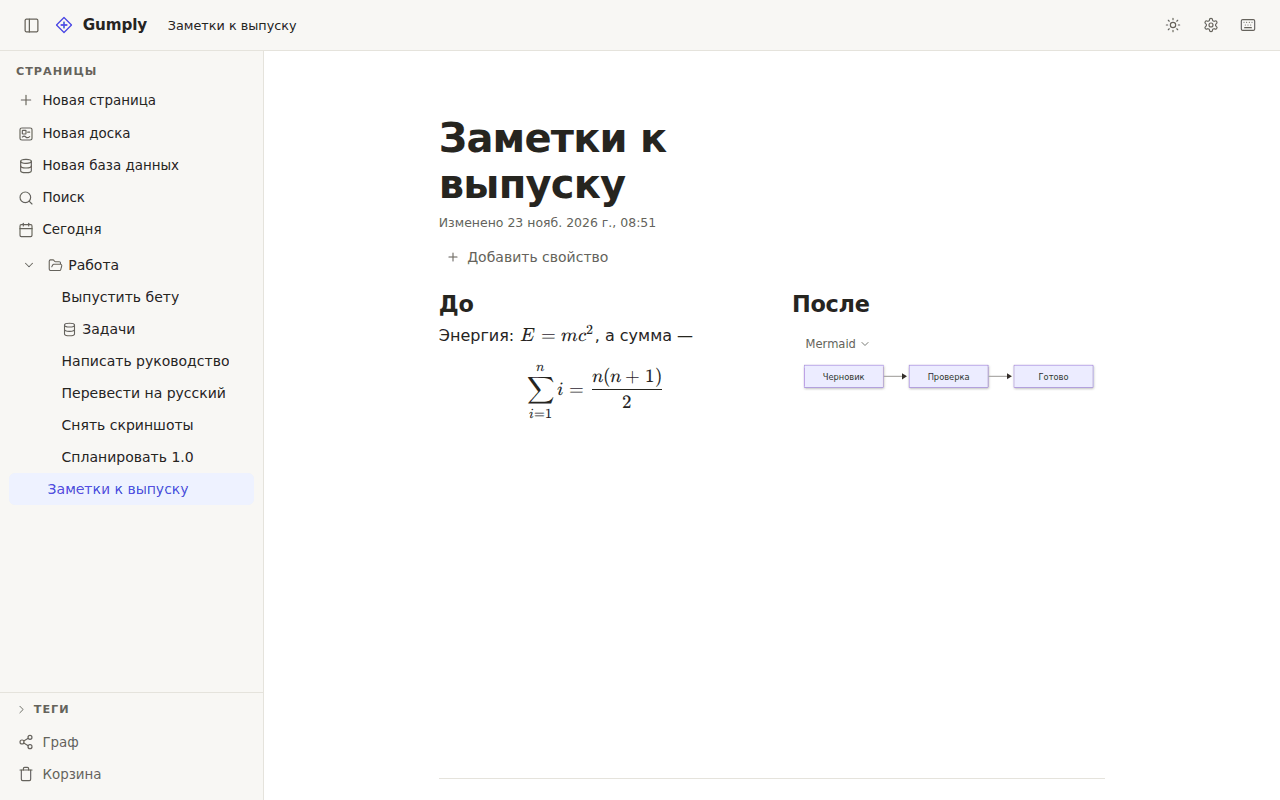 Gumply
Заметки к выпуску
СТРАНИЦЫ
Новая страница
Новая доска
Новая база данных
Поиск
Сегодня
Работа
Выпустить бету
Задачи
Написать руководство
Перевести на русский
Снять скриншоты
Спланировать 1.0
Заметки к выпуску
ТЕГИ
Граф
Корзина
Заметки к
выпуску
Изменено 23 нояб. 2026 г., 08:51
Добавить свойство
До
Энергия: E = mc², а сумма —
∑ i=1 n i = n(n + 1) / 2
После
Mermaid
Черновик Проверка Готово